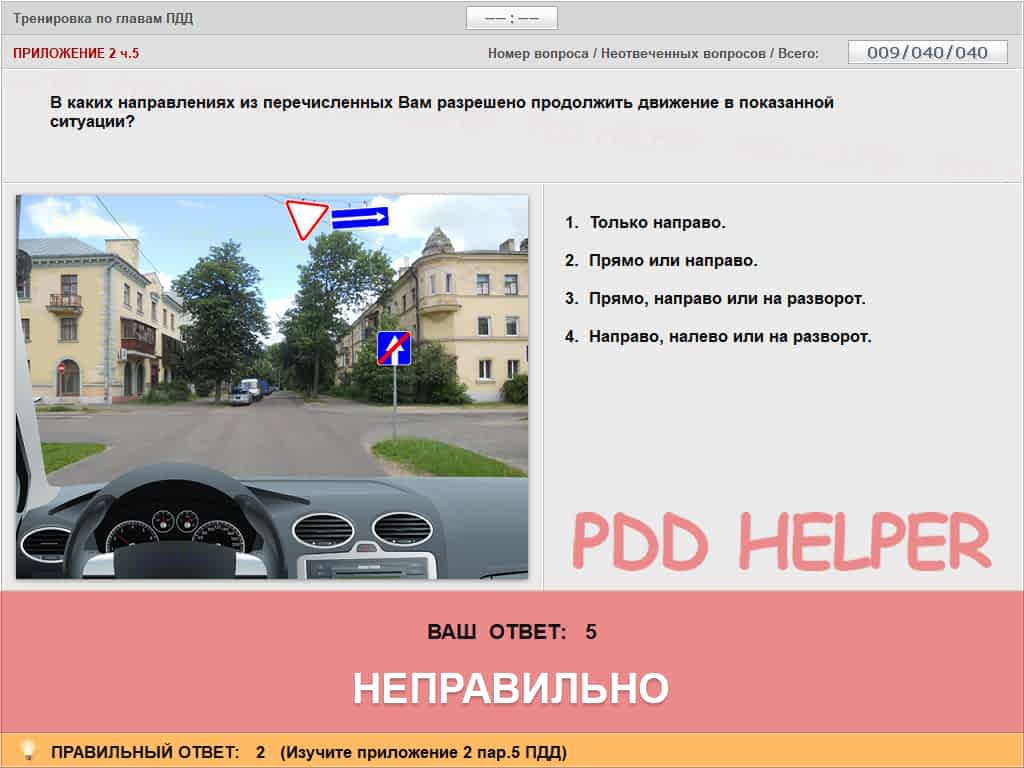 Тренировка по главам ПДД
–– : ––
ПРИЛОЖЕНИЕ 2 ч.5
Номер вопроса / Неотвеченных вопросов / Всего:
009/040/040
В каких направлениях из перечисленных Вам разрешено продолжить движение в показанной
ситуации?
1. Только направо.
2. Прямо или направо.
3. Прямо, направо или на разворот.
4. Направо, налево или на разворот.
PDD HELPER
ВАШ ОТВЕТ: 5
НЕПРАВИЛЬНО
ПРАВИЛЬНЫЙ ОТВЕТ: 2 (Изучите приложение 2 пар.5 ПДД)